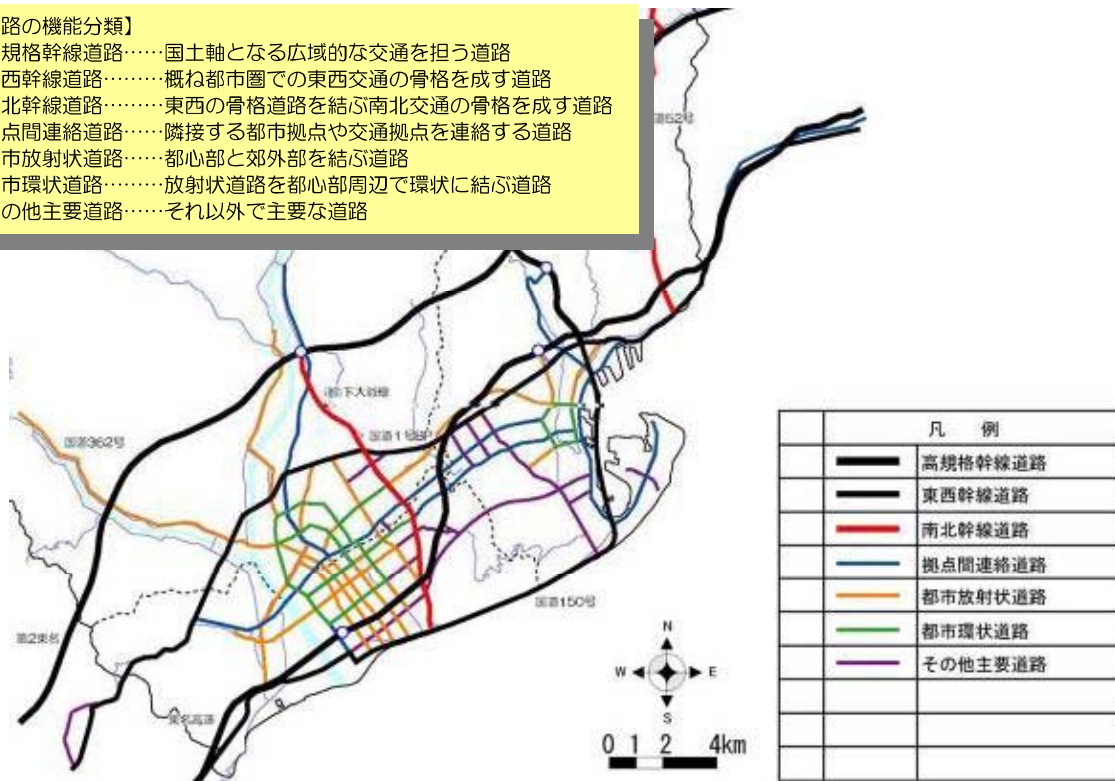 路の機能分類】
規格幹線道路……国土軸となる広域的な交通を担う道路
西幹線道路………概ね都市圏での東西交通の骨格を成す道路
北幹線道路………東西の骨格道路を結ぶ南北交通の骨格を成す道路
点間連絡道路……隣接する都市拠点や交通拠点を連絡する道路
市放射状道路……都心部と郊外部を結ぶ道路
市環状道路………放射状道路を都心部周辺で環状に結ぶ道路
の他主要道路……それ以外で主要な道路
道52号
下大谷線
国道362号
国道1号BP
国道150号
第2東名
東名高速
凡 例
高規格幹線道路
東西幹線道路
南北幹線道路
拠点間連絡道路
都市放射状道路
都市環状道路
その他主要道路
N
W E
S
0 1 2 4km